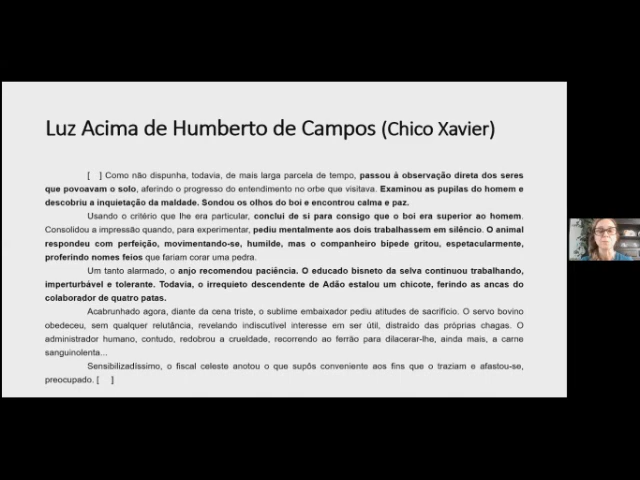 Luz Acima de Humberto de Campos (Chico Xavier)
[ ] Como não dispunha, todavia, de mais larga parcela de tempo, passou à observação direta dos seres
que povoavam o solo, aferindo o progresso do entendimento no orbe que visitava. Examinou as pupilas do homem e
descobriu a inquietação da maldade. Sondou os olhos do boi e encontrou calma e paz.
Usando o critério que lhe era particular, conclui de si para consigo que o boi era superior ao homem.
Consolidou a impressão quando, para experimentar, pediu mentalmente aos dois trabalhassem em silêncio. O animal
respondeu com perfeição, movimentando-se, humilde, mas o companheiro bípede gritou, espetacularmente,
proferindo nomes feios que fariam corar uma pedra.
Um tanto alarmado, o anjo recomendou paciência. O educado bisneto da selva continuou trabalhando,
imperturbável e tolerante. Todavia, o irrequieto descendente de Adão estalou um chicote, ferindo as ancas do
colaborador de quatro patas.
Acabrunhado agora, diante da cena triste, o sublime embaixador pediu atitudes de sacrifício. O servo bovino
obedeceu, sem qualquer relutância, revelando indiscutível interesse em ser útil, distraído das próprias chagas. O
administrador humano, contudo, redobrou a crueldade, recorrendo ao ferrão para dilacerar-lhe, ainda mais, a carne
sanguinolenta...
Sensibilizadíssimo, o fiscal celeste anotou o que supôs conveniente aos fins que o traziam e afastou-se,
preocupado. [ ]